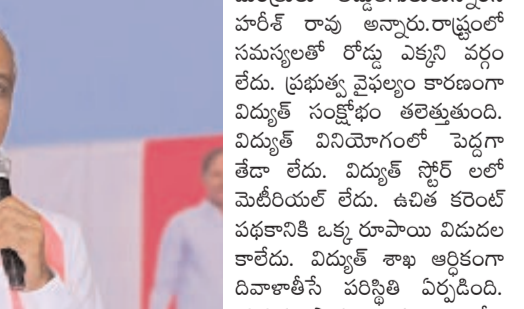 హరీశ్ రావు అన్నారు.రాష్ట్రంలో
సమస్యలతో రోడ్డు ఎక్కని వర్గం
లేదు. ప్రభుత్వ వైఫల్యం కారణంగా
విద్యుత్ సంక్షోభం తలెత్తుతుంది.
విద్యుత్ వినియోగంలో పెద్దగా
తేడా లేదు. విద్యుత్ స్టోర్ లలో
మెటీరియల్ లేదు. ఉచిత కరెంట్
పథకానికి ఒక్క రూపాయి విడుదల
కాలేదు. విద్యుత్ శాఖ ఆర్థికంగా
దివాళాతీసే పరిస్థితి ఏర్పడింది.